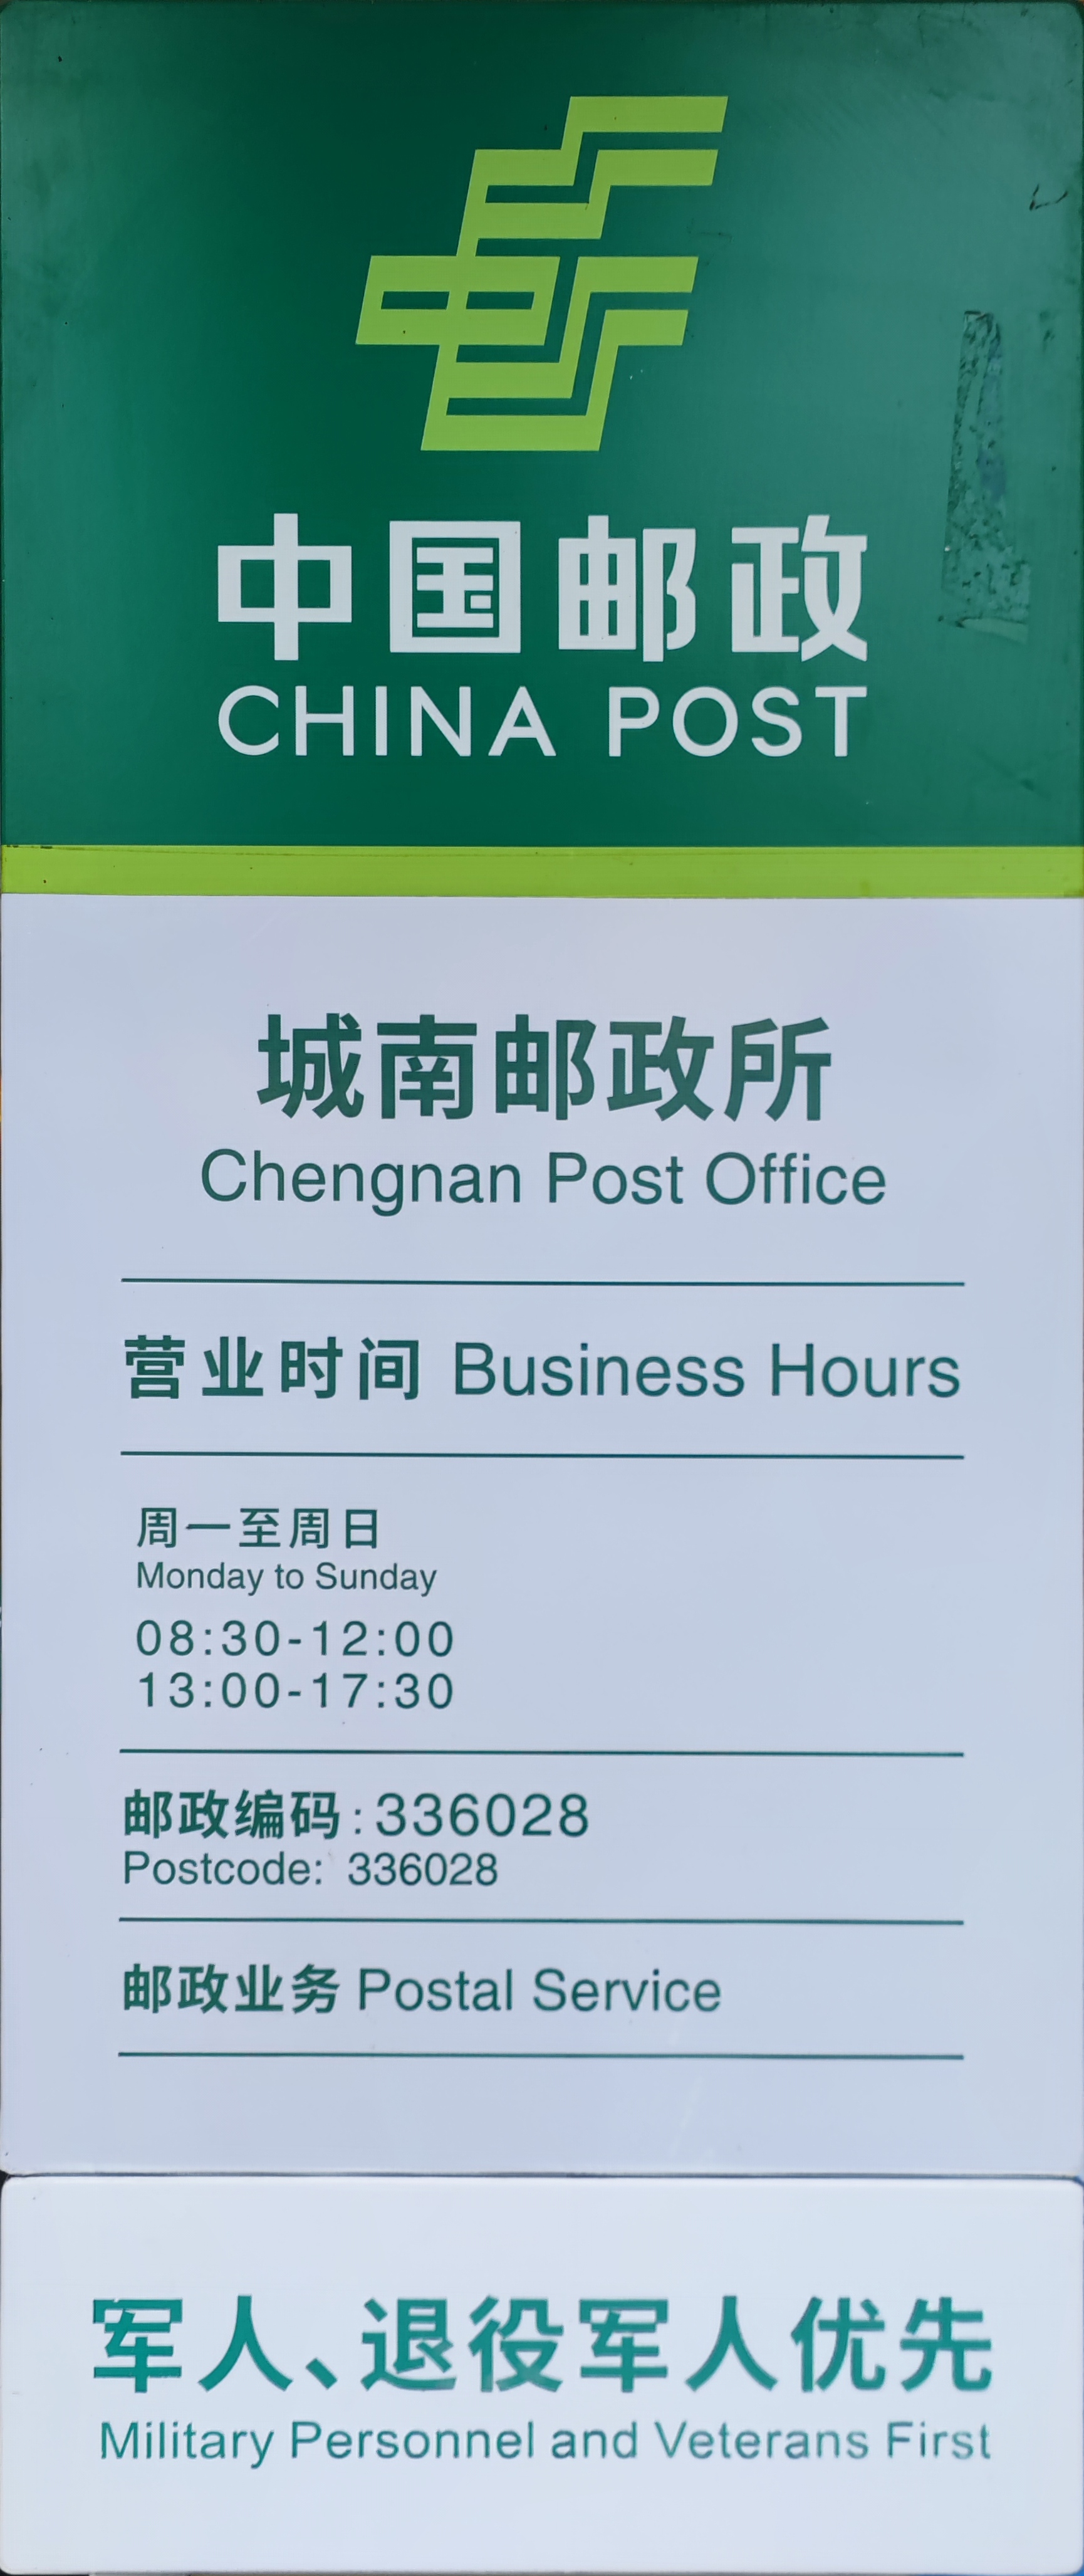 中国邮政
CHINA POST
城南邮政所
Chengnan Post Office
营业时间 Business Hours
周一至周日
Monday to Sunday
08:30-12:00
13:00-17:30
邮政编码:336028
Postcode: 336028
邮政业务 Postal Service
军人、退役军人优先
Military Personnel and Veterans First